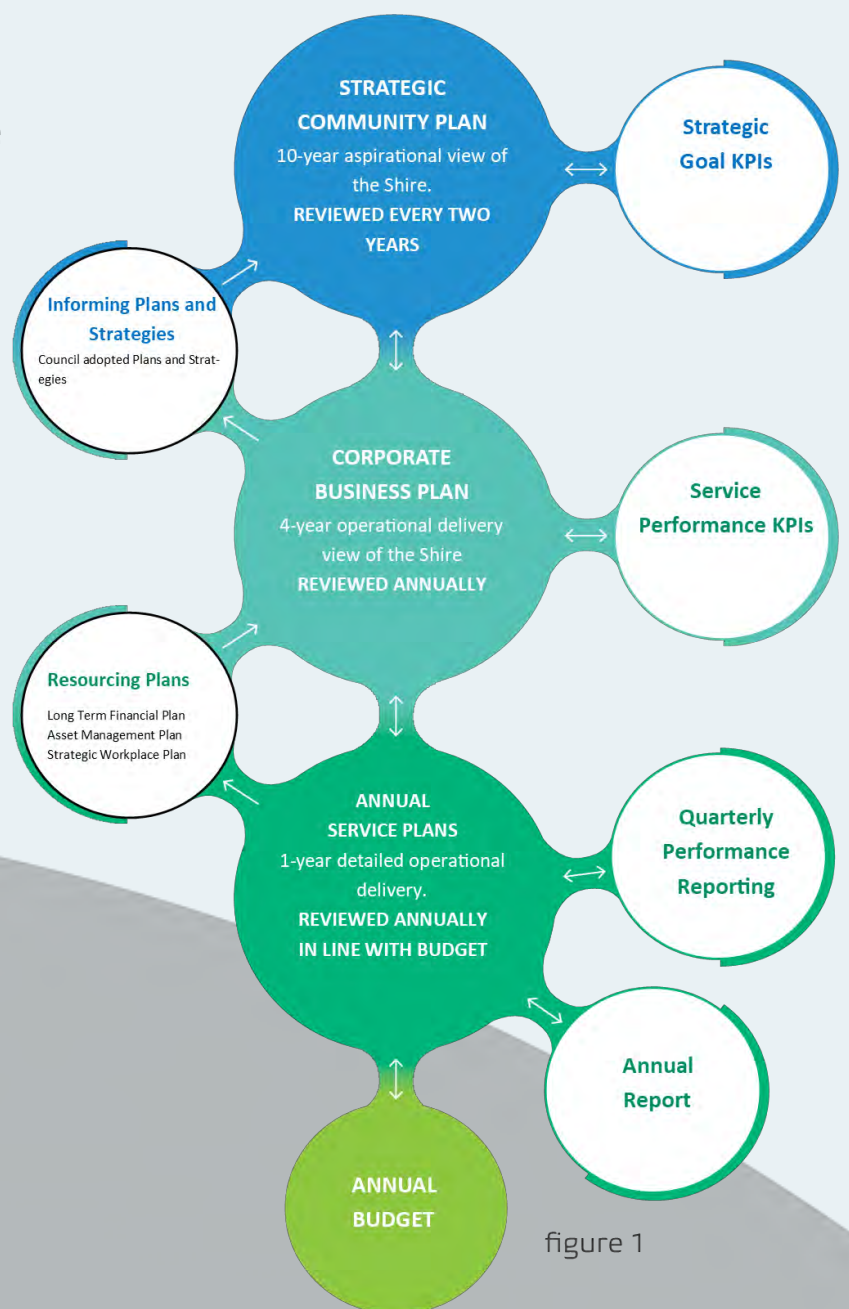 STRATEGIC
COMMUNITY PLAN
10-year aspirational view of
the Shire.
REVIEWED EVERY TWO
YEARS
Strategic
Goal KPIs
Informing Plans and
Strategies
Council adopted Plans and Strat-
egies
CORPORATE
BUSINESS PLAN
4-year operational delivery
view of the Shire
REVIEWED ANNUALLY
Service
Performance KPIs
Resourcing Plans
Long Term Financial Plan
Asset Management Plan
Strategic Workplace Plan
ANNUAL
SERVICE PLANS
1-year detailed operational
delivery.
REVIEWED ANNUALLY
IN LINE WITH BUDGET
Quarterly
Performance
Reporting
Annual
Report
ANNUAL
BUDGET
figure 1